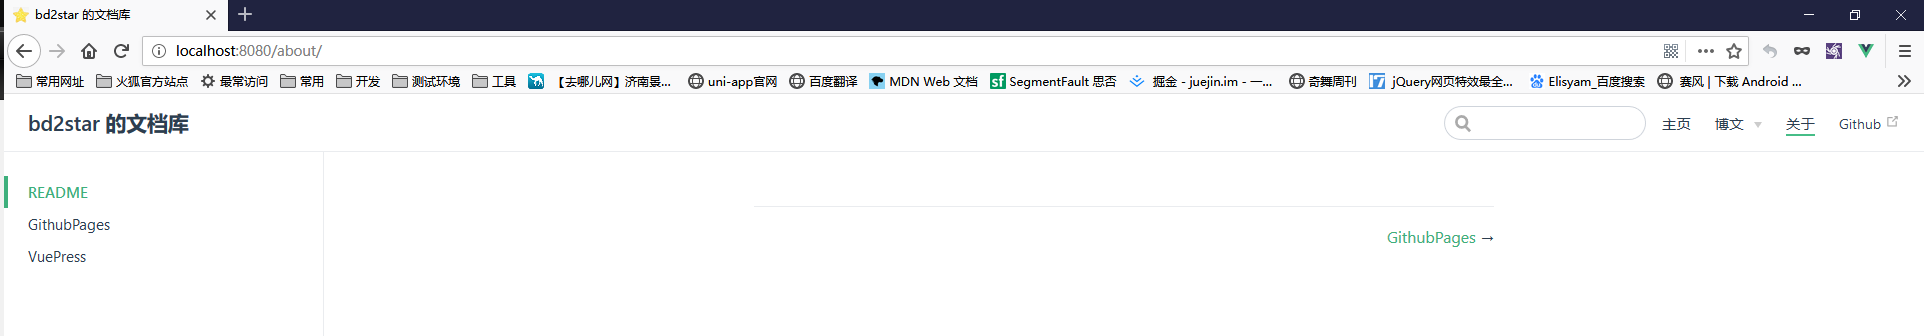 bd2star 的文档库
localhost:8080/about/
常用网址 火狐官方站点 最常访问 常用 开发 测试环境 工具 【去哪儿网】济南景... uni-app官网 百度翻译 MDN Web 文档 sf SegmentFault 思否 掘金 - juejin.im - 一... 奇舞周刊 jQuery网页特效最全... Elisyam_百度搜索 赛风 | 下载 Android ...
bd2star 的文档库 主页 博文 关于 Github
README
GithubPages →
GithubPages
VuePress